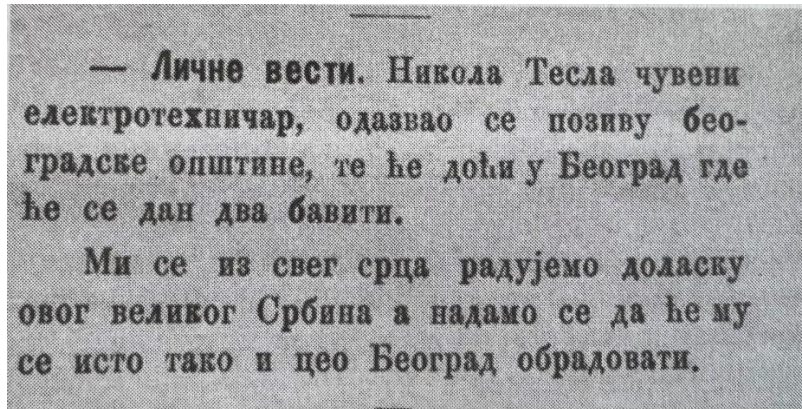 — Личне вести. Никола Тесла чувени
електротехничар, одазвао се позиву бео-
градске општине, те ће доћи у Београд где
ће се дан два бавити.
Ми се из свег срца радујемо доласку
овог великог Србина а надамо се да ће му
се исто тако и цео Београд обрадовати.